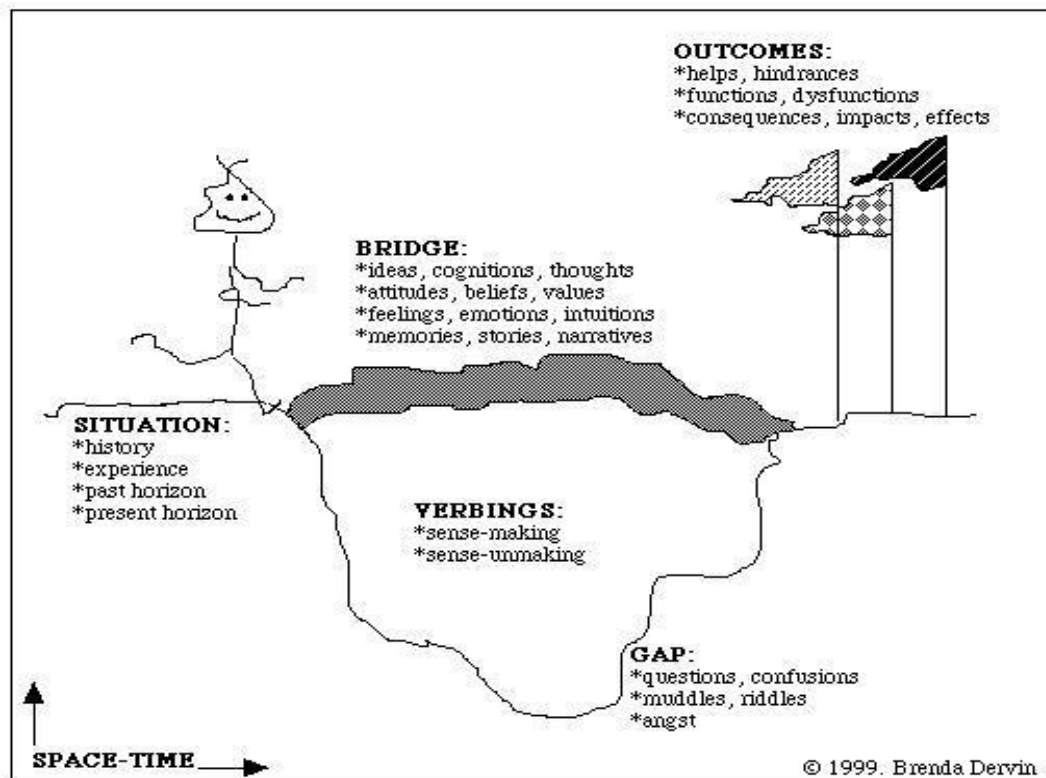 OUTCOMES:
*helps, hindrances
*functions, dysfunctions
*consequences, impacts, effects
BRIDGE:
*ideas, cognitions, thoughts
*attitudes, beliefs, values
*feelings, emotions, intuitions
*memories, stories, narratives
SITUATION:
*history
*experience
*past horizon
*present horizon
VERBINGS:
*sense-making
*sense-unmaking
GAP:
*questions, confusions
*muddles, riddles
*angst
SPACE-TIME
© 1999. Brenda Dervin